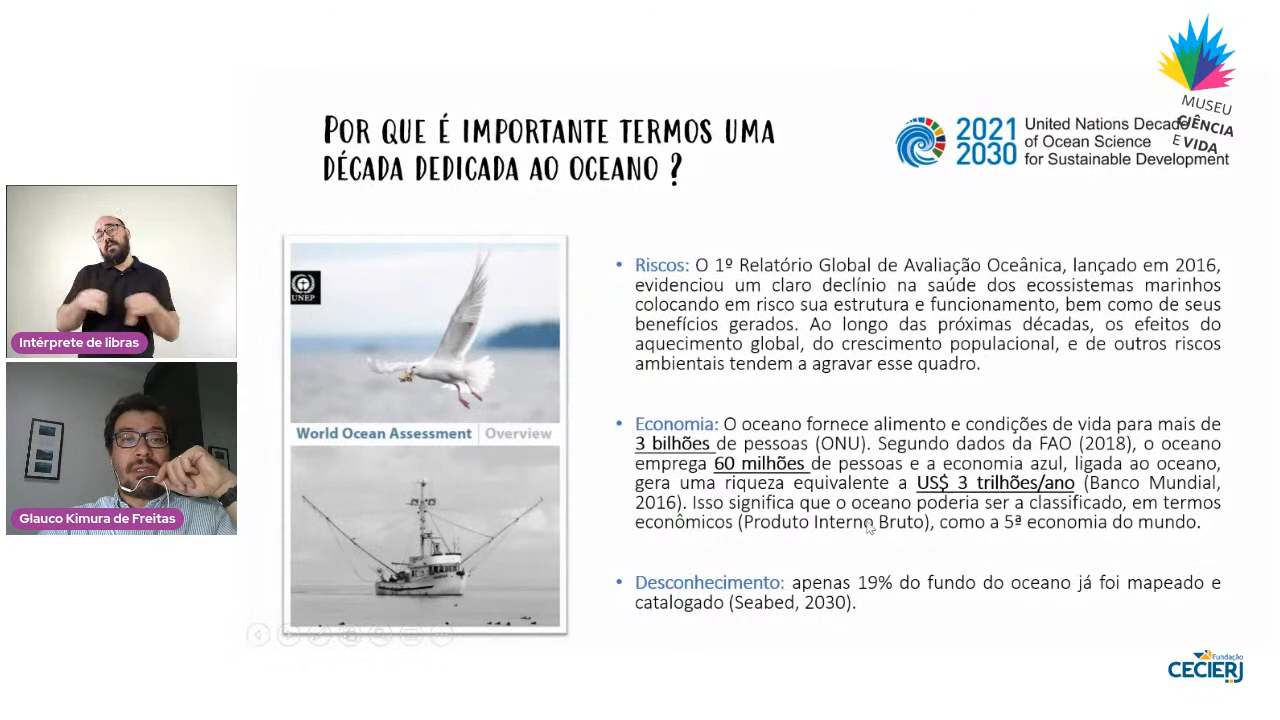 POR QUE É IMPORTANTE TERMOS UMA
DÉCADA DEDICADA AO OCEANO ?
2021
2030
United Nations Decade
of Ocean Science
for Sustainable Development
MUSEU
CIÊNCIA
E VIDA
Intérprete de libras
Glauco Kimura de Freitas
UNEP
World Ocean Assessment | Overview
• Riscos: O 1º Relatório Global de Avaliação Oceânica, lançado em 2016,
evidenciou um claro declínio na saúde dos ecossistemas marinhos
colocando em risco sua estrutura e funcionamento, bem como de seus
benefícios gerados. Ao longo das próximas décadas, os efeitos do
aquecimento global, do crescimento populacional, e de outros riscos
ambientais tendem a agravar esse quadro.
• Economia: O oceano fornece alimento e condições de vida para mais de
3 bilhões de pessoas (ONU). Segundo dados da FAO (2018), o oceano
emprega 60 milhões de pessoas e a economia azul, ligada ao oceano,
gera uma riqueza equivalente a US$ 3 trilhões/ano (Banco Mundial,
2016). Isso significa que o oceano poderia ser a classificado, em termos
econômicos (Produto Interno Bruto), como a 5ª economia do mundo.
• Desconhecimento: apenas 19% do fundo do oceano já foi mapeado e
catalogado (Seabed, 2030).
Fundação
CECIERJ